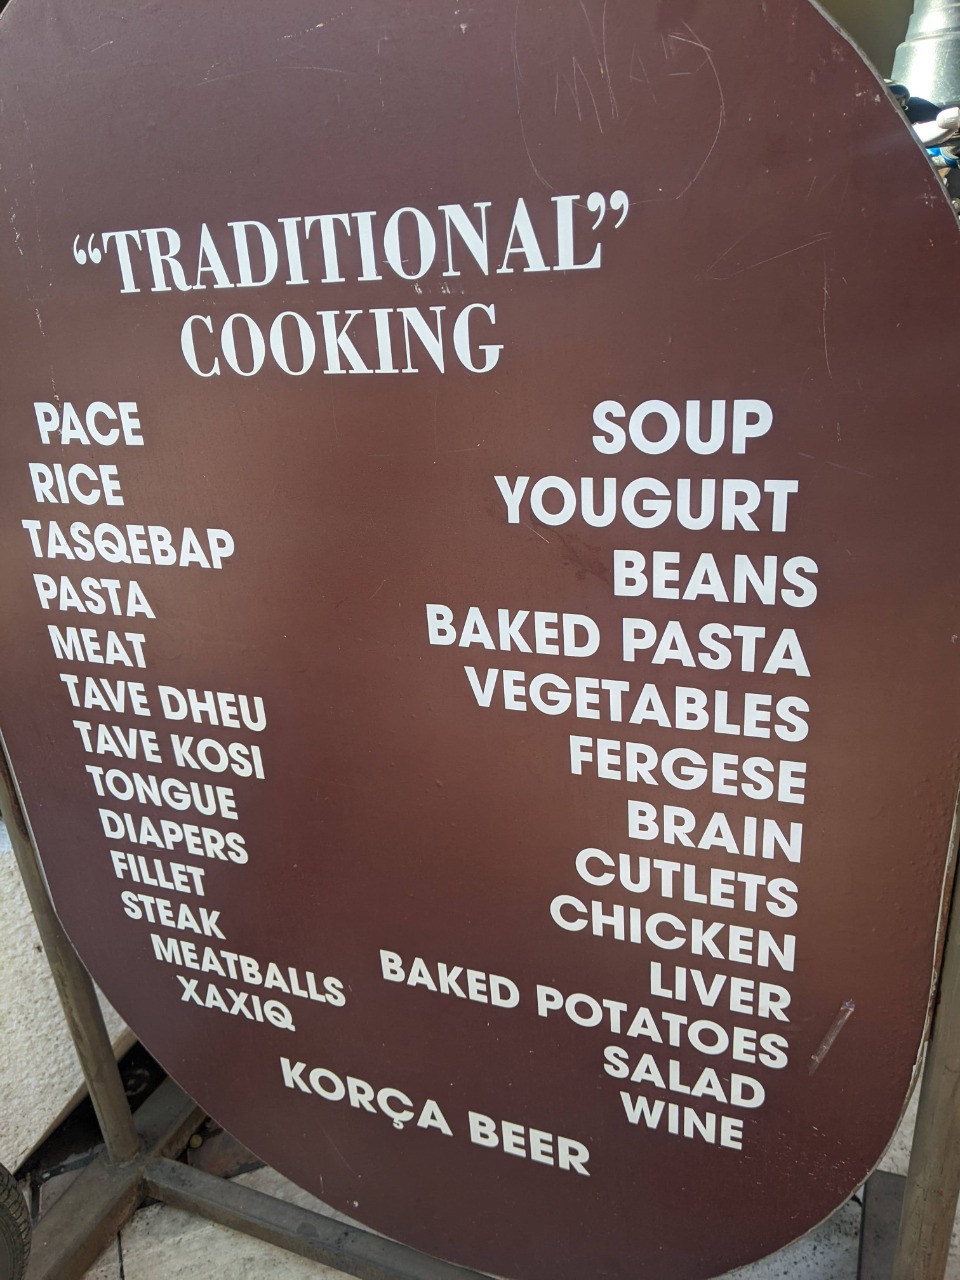 “TRADITIONAL”
COOKING
PACE
RICE
TASQEBAP
PASTA
MEAT
TAVE DHEU
TAVE KOSI
TONGUE
DIAPERS
FILLET
STEAK
MEATBALLS
XAXIQ
SOUP
YOUGURT
BEANS
BAKED PASTA
VEGETABLES
FERGESE
BRAIN
CUTLETS
CHICKEN
LIVER
BAKED POTATOES
SALAD
WINE
KORÇA BEER